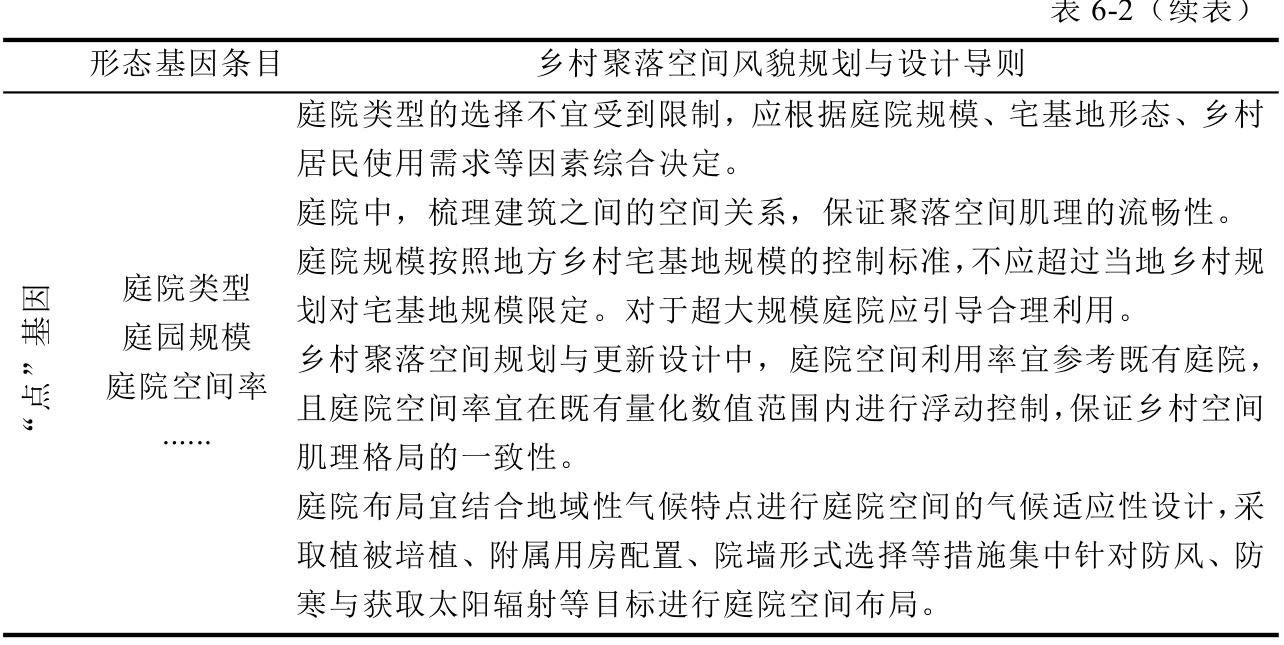 表 6-2（续表）
形态基因条目 乡村聚落空间风貌规划与设计导则
“点”基因
庭院类型
庭园规模
庭院空间率
……
庭院类型的选择不宜受到限制，应根据庭院规模、宅基地形态、乡村
居民使用需求等因素综合决定。
庭院中，梳理建筑之间的空间关系，保证聚落空间肌理的流畅性。
庭院规模按照地方乡村宅基地规模的控制标准，不应超过当地乡村规
划对宅基地规模限定。对于超大规模庭院应引导合理利用。
乡村聚落空间规划与更新设计中，庭院空间利用率宜参考既有庭院，
且庭院空间率宜在既有量化数值范围内进行浮动控制，保证乡村空间
肌理格局的一致性。
庭院布局宜结合地域性气候特点进行庭院空间的气候适应性设计，采
取植被培植、附属用房配置、院墙形式选择等措施集中针对防风、防
寒与获取太阳辐射等目标进行庭院空间布局。